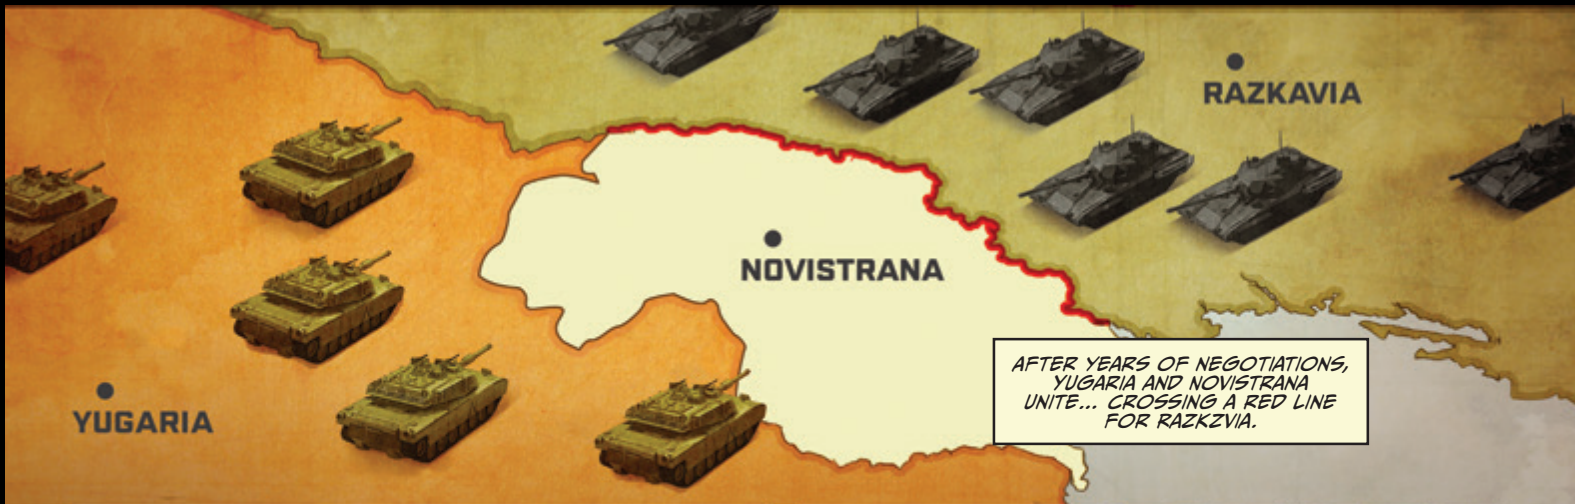 RAZKAVIA
NOVISTRANA
YUGARIA
AFTER YEARS OF NEGOTIATIONS,
YUGARIA AND NOVISTRANA
UNITE... CROSSING A RED LINE
FOR RAZKZVIA.